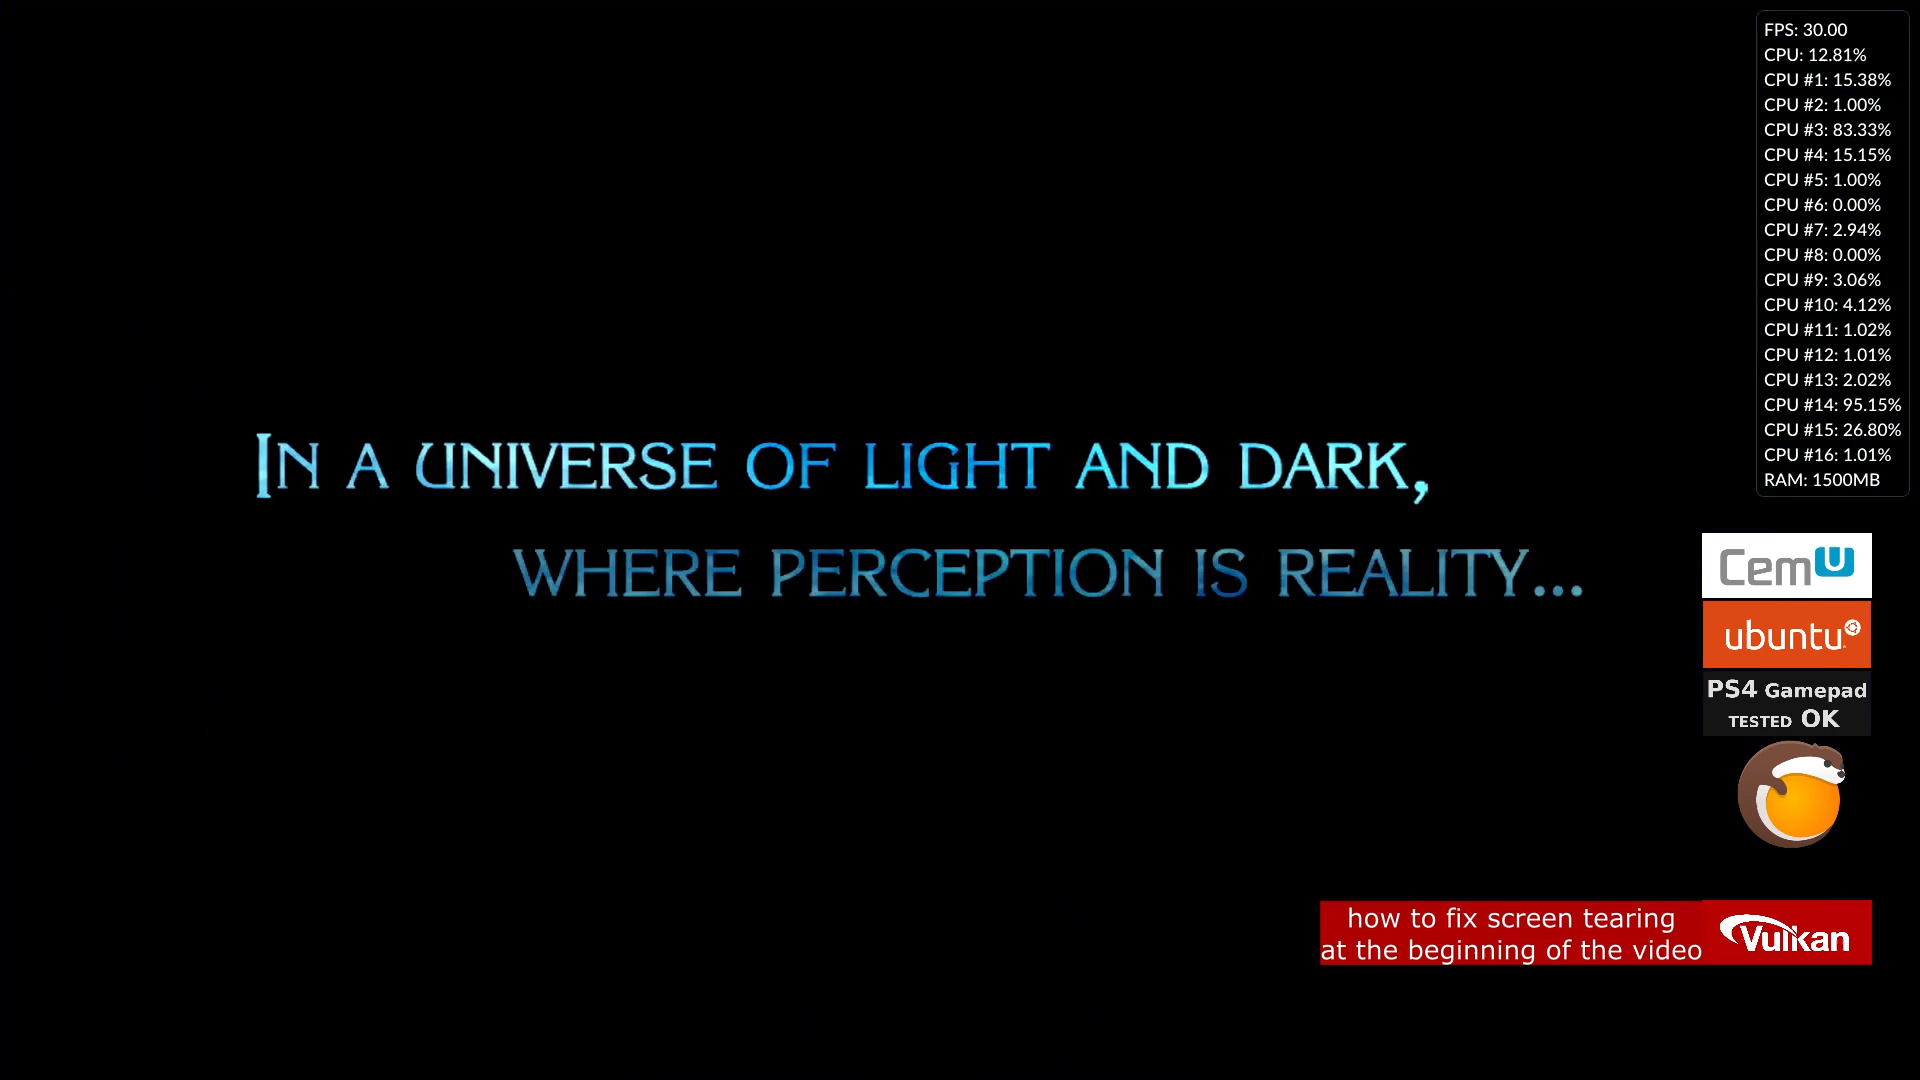 In a universe of light and dark,
where perception is reality...
FPS: 30.00
CPU: 12.81%
CPU #1: 15.38%
CPU #2: 1.00%
CPU #3: 83.33%
CPU #4: 15.15%
CPU #5: 1.00%
CPU #6: 0.00%
CPU #7: 2.94%
CPU #8: 0.00%
CPU #9: 3.06%
CPU #10: 4.12%
CPU #11: 1.02%
CPU #12: 1.01%
CPU #13: 2.02%
CPU #14: 95.15%
CPU #15: 26.80%
CPU #16: 1.01%
RAM: 1500MB
CemU
ubuntu
PS4 Gamepad
TESTED OK
how to fix screen tearing
at the beginning of the video
Vulkan